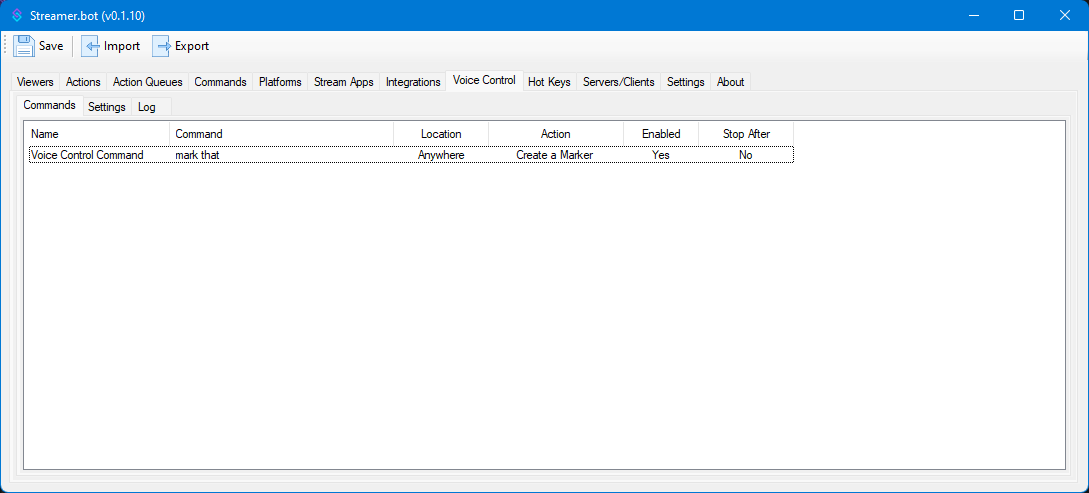 Streamer.bot (v0.1.10)
Save Import Export
Viewers Actions Action Queues Commands Platforms Stream Apps Integrations Voice Control Hot Keys Servers/Clients Settings About
Commands Settings Log
Name Command Location Action Enabled Stop After
Voice Control Command mark that Anywhere Create a Marker Yes No